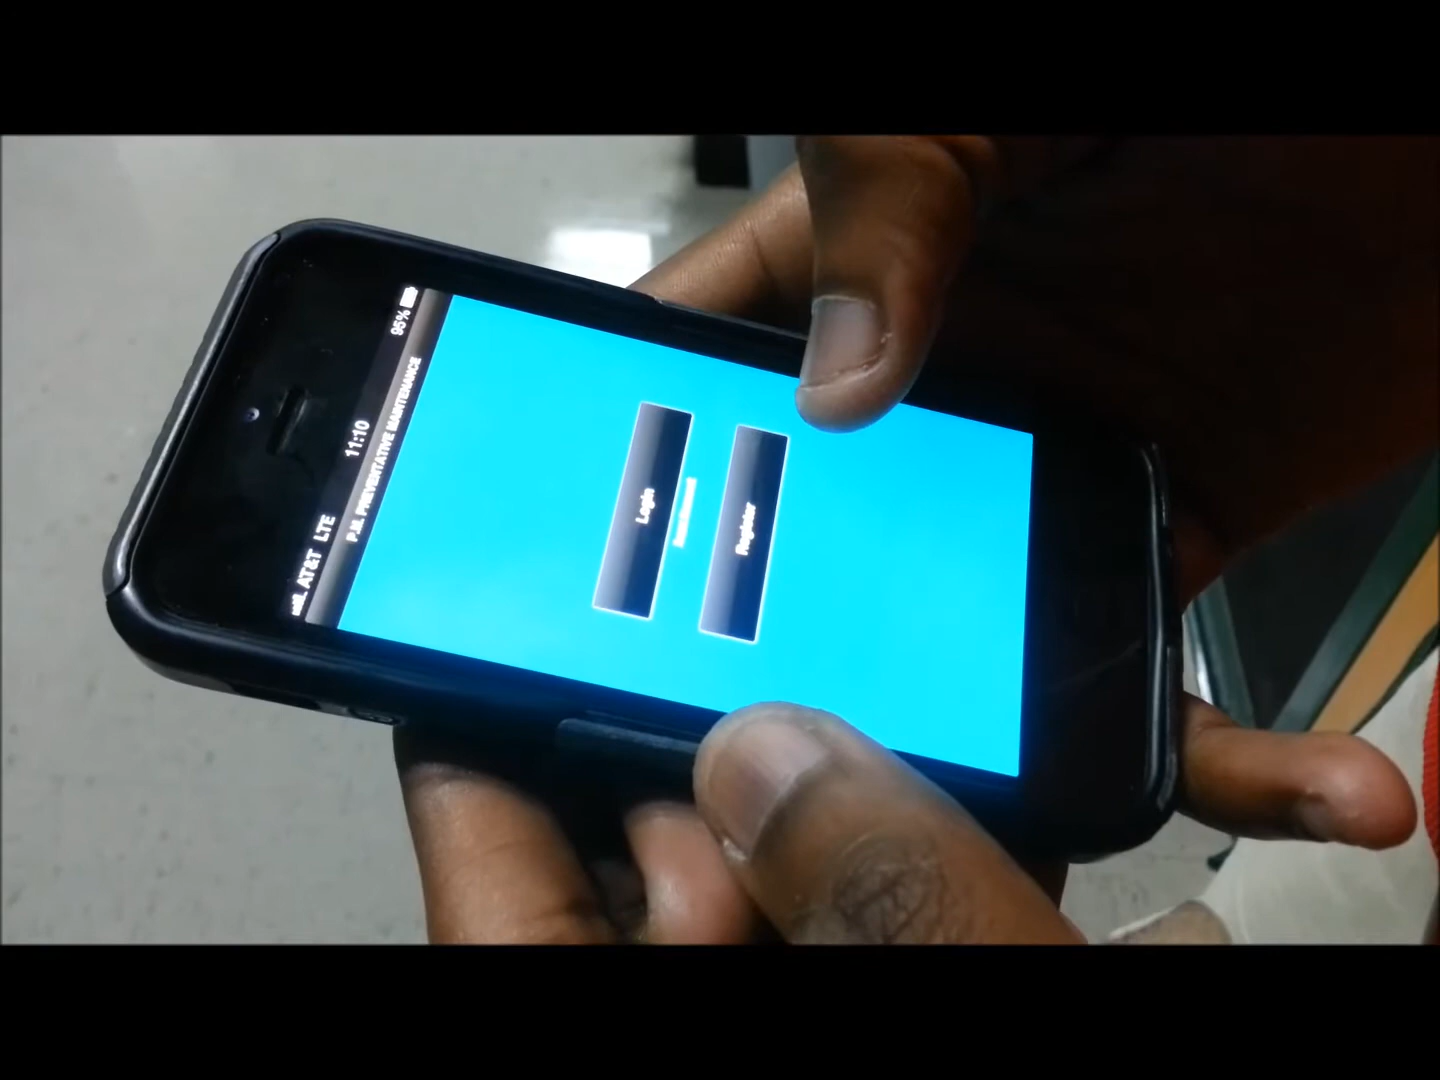 AT&T LTE 11:10 95%
P.M. PREVENTATIVE MAINTENANCE
Login
Register